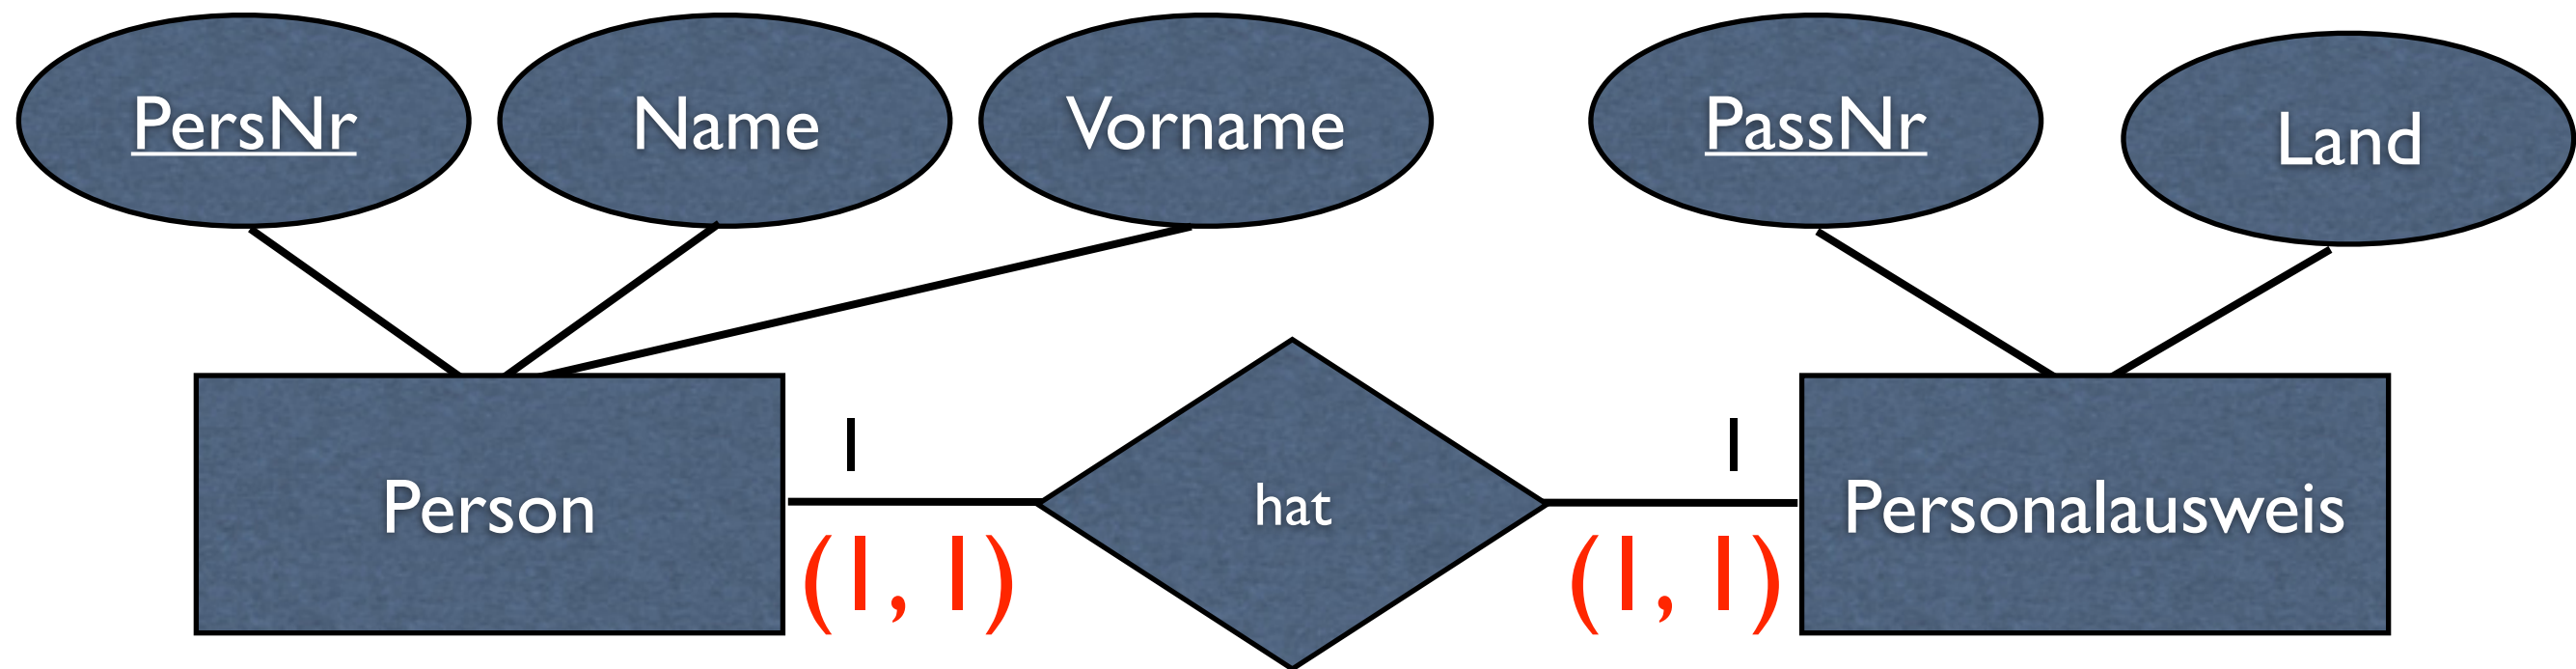 PersNr
Name
Vorname
PassNr
Land
1
1
Person
hat
Personalausweis
(1, 1)
(1, 1)